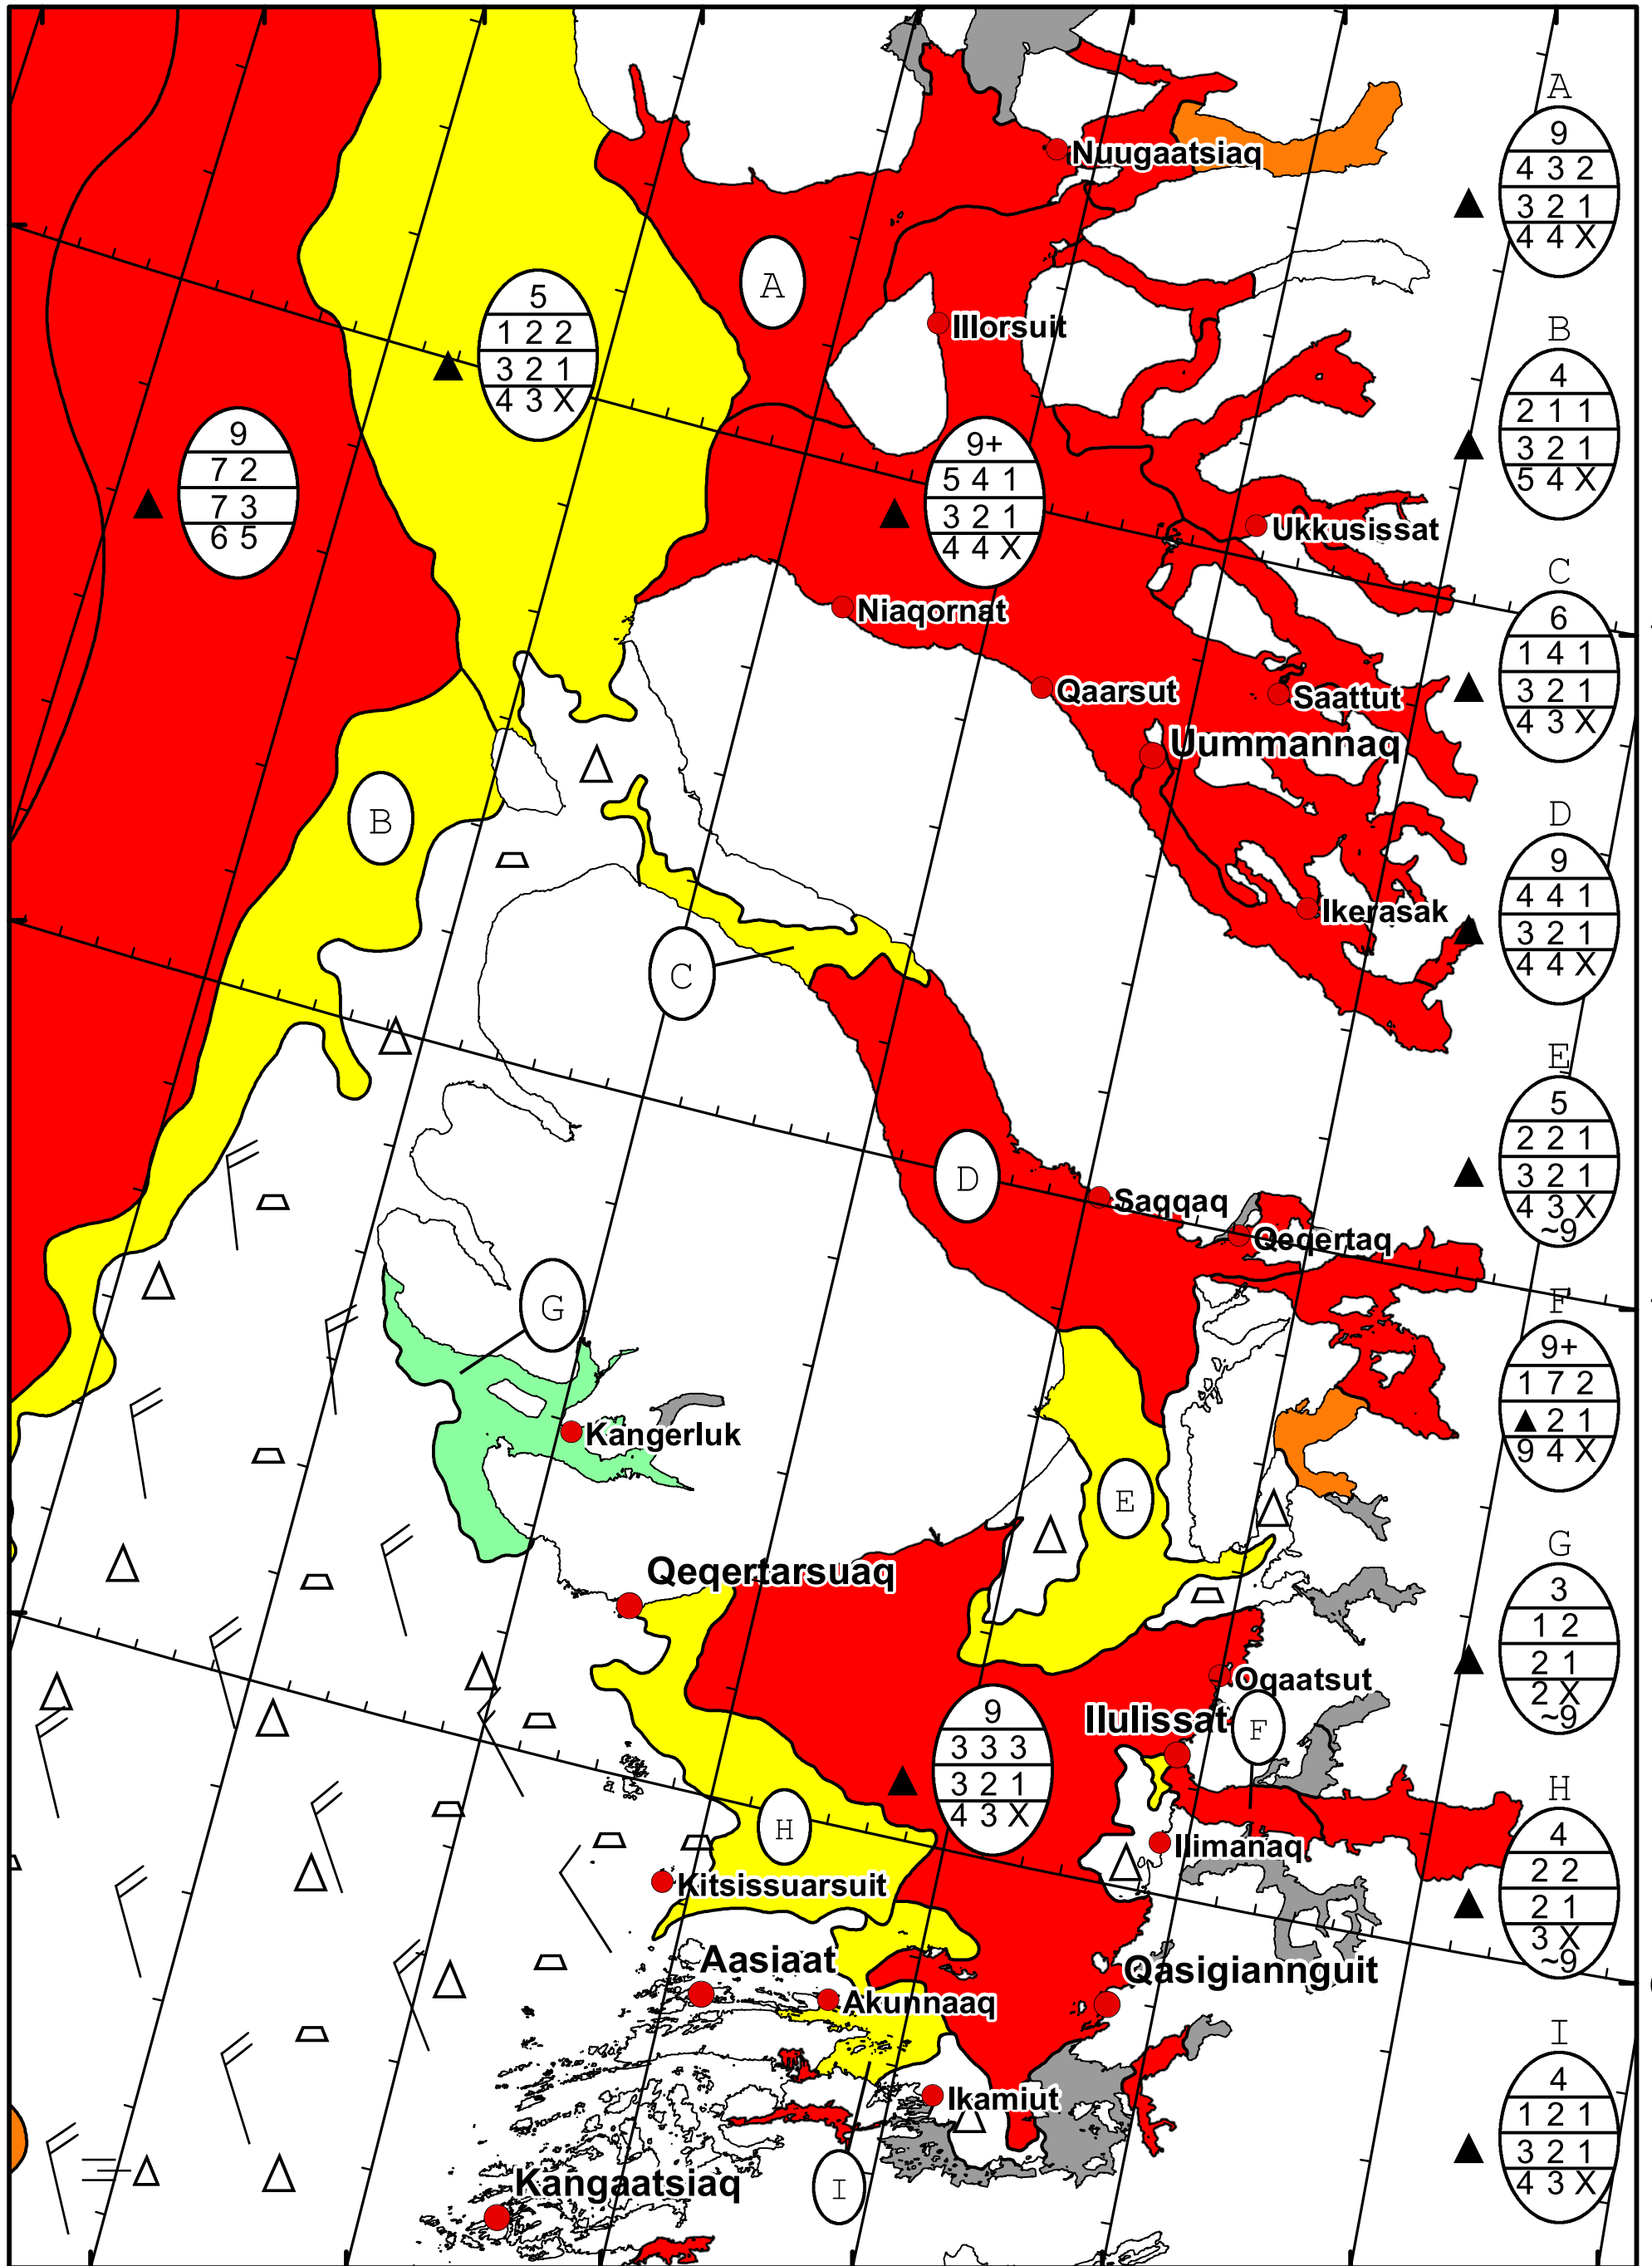 Nuugaatsiaq
A
Illorsuit
5
1 2 2
3 2 1
4 3 X
9
7 2
7 3
6 5
9+
5 4 1
3 2 1
4 4 X
Ukkusissat
Niaqornat
Qaarsut
Saattut
Uummannaq
B
Ikerasak
C
D
Saqqaq
Qeqertaq
G
Kangerluk
E
Qeqertarsuaq
Oqaatsut
Ilulissat
F
9
3 3 3
3 2 1
4 3 X
H
Ilimanaq
Kitsissuarsuit
Aasiaat
Qasigiannguit
Akunnaaq
Ikamiut
Kangaatsiaq
I
A
9
4 3 2
3 2 1
4 4 X
B
4
2 1 1
3 2 1
5 4 X
C
6
1 4 1
3 2 1
4 3 X
D
9
4 4 1
3 2 1
4 4 X
E
5
2 2 1
3 2 1
4 3 X
~9
F
9+
1 7 2
▲ 2 1
9 4 X
G
3
1 2
2 1
2 X
~9
H
4
2 2
2 1
3 X
~9
I
4
1 2 1
3 2 1
4 3 X